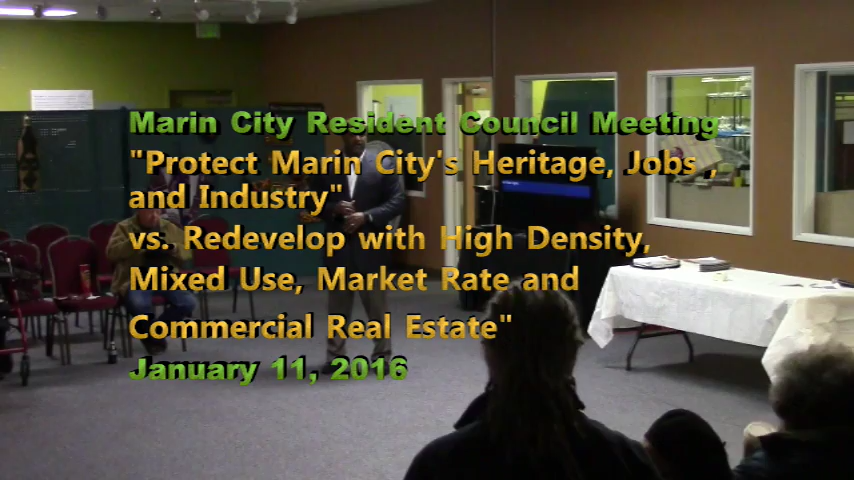 Marin City Resident Council Meeting
"Protect Marin City's Heritage, Jobs ,
and Industry"
vs. Redevelop with High Density,
Mixed Use, Market Rate and
Commercial Real Estate"
January 11, 2016